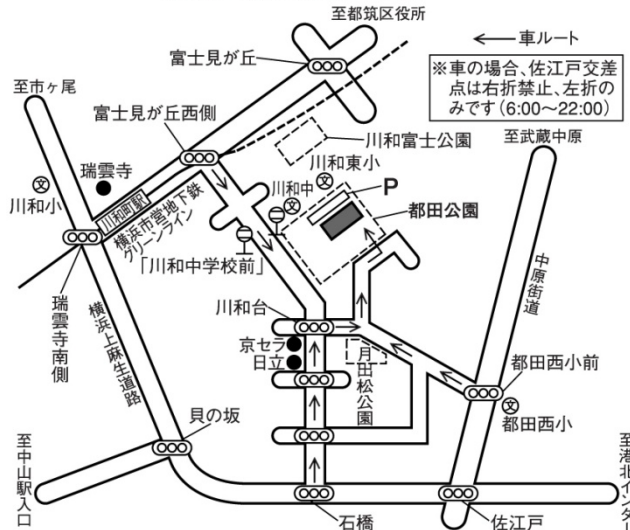 至都筑区役所
←車ルート
富士見が丘
※車の場合、佐江戸交差
点は右折禁止、左折の
みです(6:00〜22:00)
至市ヶ尾
富士見が丘西側
川和富士公園
至武蔵中原
瑞雲寺
川和東小
文
川和中
文
P
文
川和小
川和町駅
横浜市営地下鉄
グリーンライン
都田公園
「川和中学校前」
中原街道
瑞雲寺南側
横浜上麻生道路
川和台
京セラ
日立
月出松公園
都田西小前
文
都田西小
貝の坂
至中山駅入口
石橋
佐江戸
至港北インター